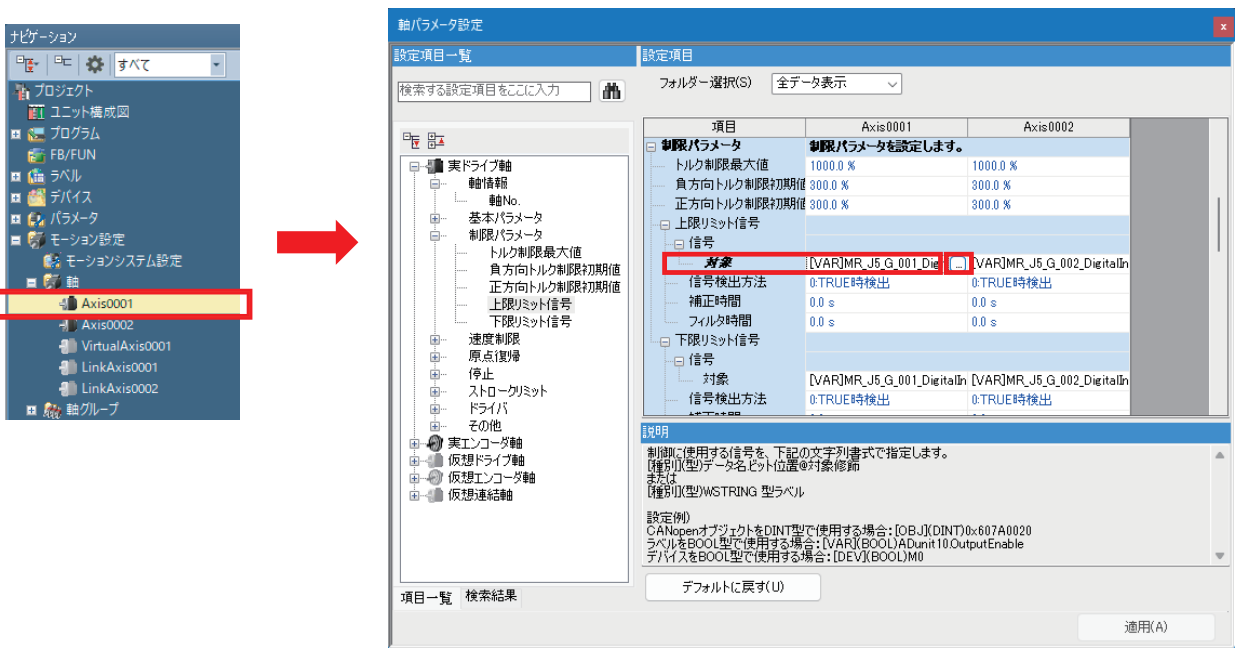 ナビゲーション
すべて
プロジェクト
ユニット構成図
プログラム
FB/FUN
ラベル
デバイス
パラメータ
モーション設定
モーションシステム設定
軸
Axis0001
Axis0002
VirtualAxis0001
LinkAxis0001
LinkAxis0002
軸グループ
軸パラメータ設定
x
設定項目一覧
検索する設定項目をここに入力
実ドライブ軸
軸情報
軸No.
基本パラメータ
制限パラメータ
トルク制限最大値
負方向トルク制限初期値
正方向トルク制限初期値
上限リミット信号
下限リミット信号
速度制限
原点復帰
停止
ストロークリミット
ドライバ
その他
実エンコーダ軸
仮想ドライブ軸
仮想エンコーダ軸
仮想連結軸
項目一覧 検索結果
設定項目
フォルダー選択(S) 全データ表示
項目 Axis0001 Axis0002
制限パラメータ 制限パラメータを設定します。
トルク制限最大値 1000.0 % 1000.0 %
負方向トルク制限初期値 300.0 % 300.0 %
正方向トルク制限初期値 300.0 % 300.0 %
上限リミット信号
信号
対象 [VAR]MR_J5_G_001_Digit ... [VAR]MR_J5_G_002_DigitalIn
信号検出方法 0:TRUE時検出 0:TRUE時検出
補正時間 0.0 s 0.0 s
フィルタ時間 0.0 s 0.0 s
下限リミット信号
信号
対象 [VAR]MR_J5_G_001_DigitalIn [VAR]MR_J5_G_002_DigitalIn
信号検出方法 0:TRUE時検出 0:TRUE時検出
説明
制御に使用する信号を、下記の文字列書式で指定します。
[種別](型)データ名.ビット位置@対象修飾
または
[種別](型)WSTRING 型ラベル
設定例)
CANopenオブジェクトをDINT型で使用する場合：[OBJ](DINT)0x607A0020
ラベルをBOOL型で使用する場合：[VAR](BOOL)ADunit10.OutputEnable
デバイスをBOOL型で使用する場合：[DEV](BOOL)M0
デフォルトに戻す(U)
適用(A)